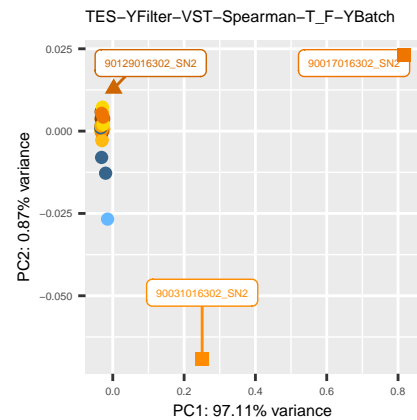 TES−YFilter−VST−Spearman−T_F−YBatch
0.025
90129016302_SN2
90017016302_SN2
0.000
−0.025
PC2: 0.87% variance
90031016302_SN2
−0.050
0.0 0.2 0.4 0.6 0.8
PC1: 97.11% variance